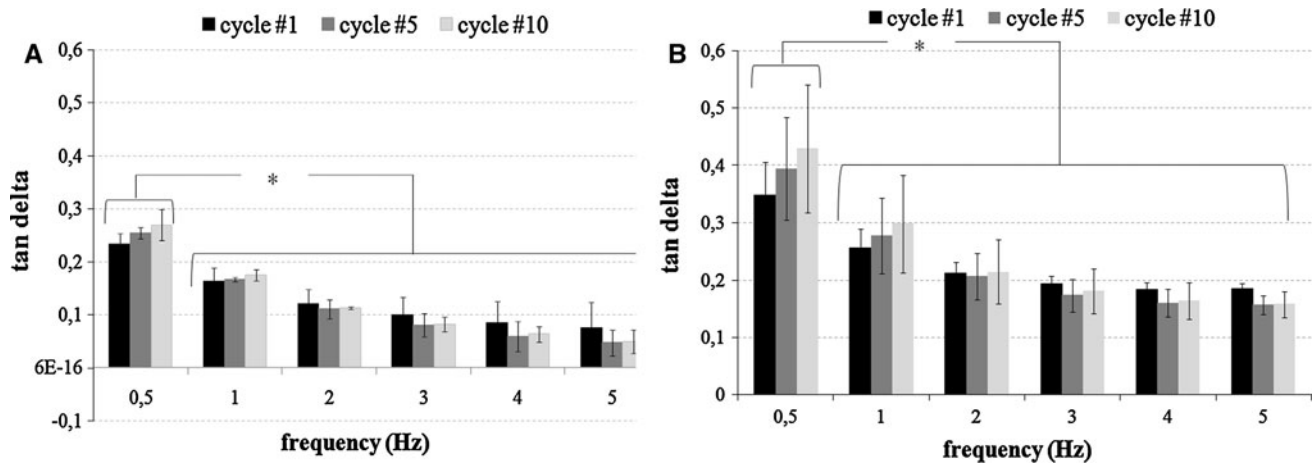 A
■ cycle #1 ■ cycle #5 ■ cycle #10
0,6
0,5
0,4
0,3
0,2
0,1
6E-16
-0,1
tan delta
*
0,5 1 2 3 4 5
frequency (Hz)
B
■ cycle #1 ■ cycle #5 ■ cycle #10
0,6
0,5
0,4
0,3
0,2
0,1
0
tan delta
*
0,5 1 2 3 4 5
frequency (Hz)